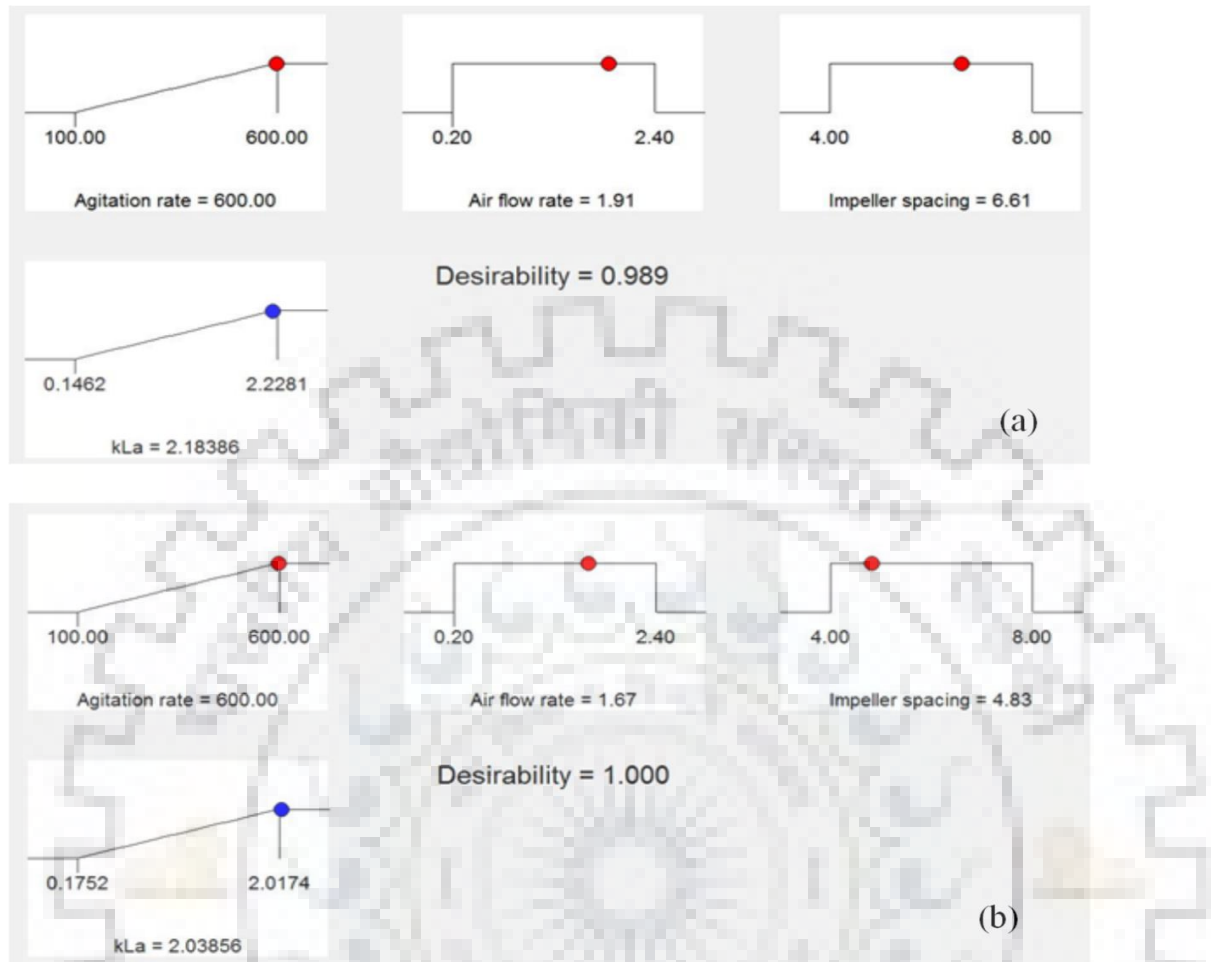 100.00 600.00 0.20 2.40 4.00 8.00
Agitation rate = 600.00 Air flow rate = 1.91 Impeller spacing = 6.61
Desirability = 0.989
0.1462 2.2281
(a)
kLa = 2.18386
100.00 600.00 0.20 2.40 4.00 8.00
Agitation rate = 600.00 Air flow rate = 1.67 Impeller spacing = 4.83
Desirability = 1.000
0.1752 2.0174
(b)
kLa = 2.03856